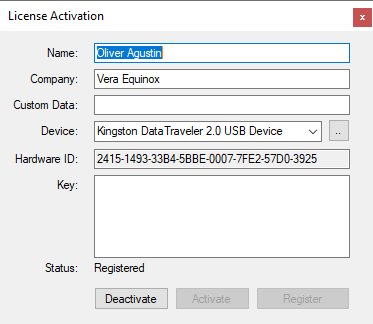 License Activation
x
Name: Oliver Agustin
Company: Vera Equinox
Custom Data:
Device: Kingston DataTraveler 2.0 USB Device ..
Hardware ID: 2415-1493-33B4-5BBE-0007-7FE2-57D0-3925
Key:
Status: Registered
Deactivate Activate Register